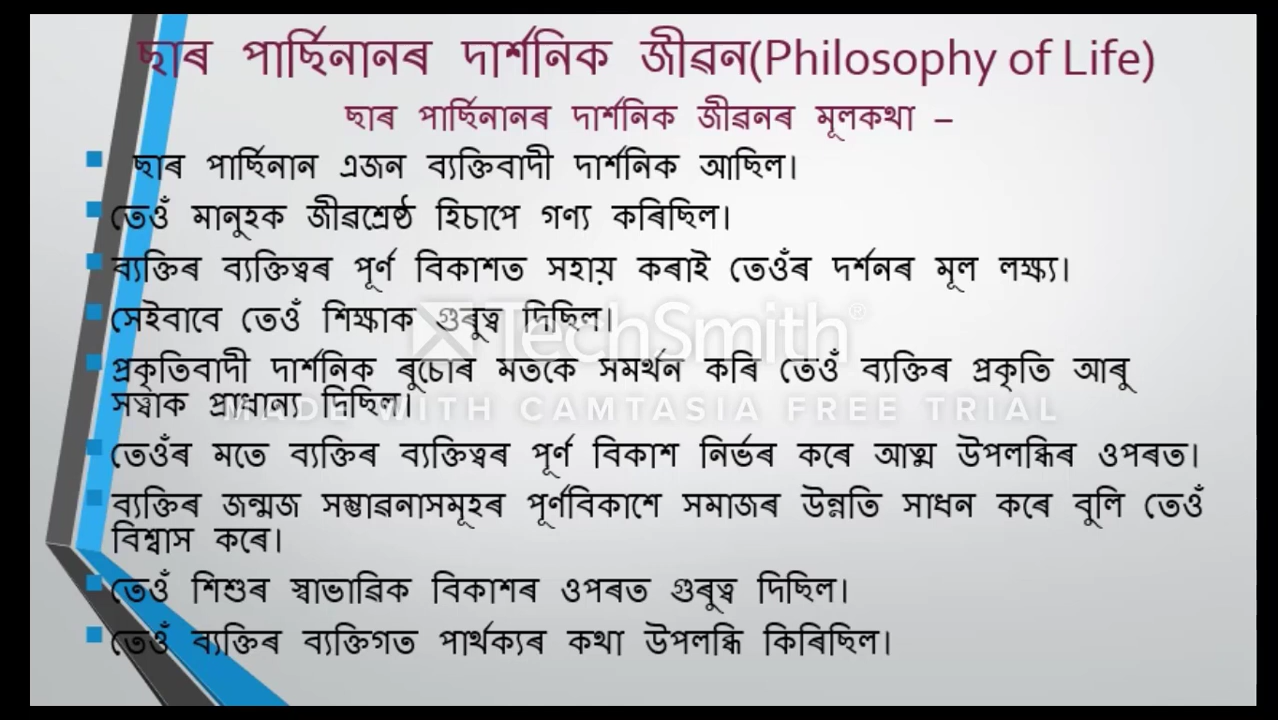 ছাৰ পাৰ্ছিনানৰ দাৰ্শনিক জীৱন(Philosophy of Life)
ছাৰ পাৰ্ছিনানৰ দাৰ্শনিক জীৱনৰ মূলকথা –
ছাৰ পাৰ্ছিনান এজন ব্যক্তিবাদী দাৰ্শনিক আছিল।
তেওঁ মানুহক জীৱশ্ৰেষ্ঠ হিচাপে গণ্য কৰিছিল।
ব্যক্তিৰ ব্যক্তিত্বৰ পূৰ্ণ বিকাশত সহায় কৰাই তেওঁৰ দৰ্শনৰ মূল লক্ষ্য।
সেইবাবে তেওঁ শিক্ষাক গুৰুত্ব দিছিল।
প্ৰকৃতিবাদী দাৰ্শনিক ৰুচোৰ মতকে সমৰ্থন কৰি তেওঁ ব্যক্তিৰ প্ৰকৃতি আৰু
সত্ত্বাক প্ৰাধান্য দিছিল।
তেওঁৰ মতে ব্যক্তিৰ ব্যক্তিত্বৰ পূৰ্ণ বিকাশ নিৰ্ভৰ কৰে আত্ম উপলব্ধিৰ ওপৰত।
ব্যক্তিৰ জন্মজ সম্ভাৱনাসমূহৰ পূৰ্ণবিকাশে সমাজৰ উন্নতি সাধন কৰে বুলি তেওঁ
বিশ্বাস কৰে।
তেওঁ শিশুৰ স্বাভাৱিক বিকাশৰ ওপৰত গুৰুত্ব দিছিল।
তেওঁ ব্যক্তিৰ ব্যক্তিগত পাৰ্থক্যৰ কথা উপলব্ধি কিৰিছিল।
TechSmith®
MADE WITH CAMTASIA FREE TRIAL